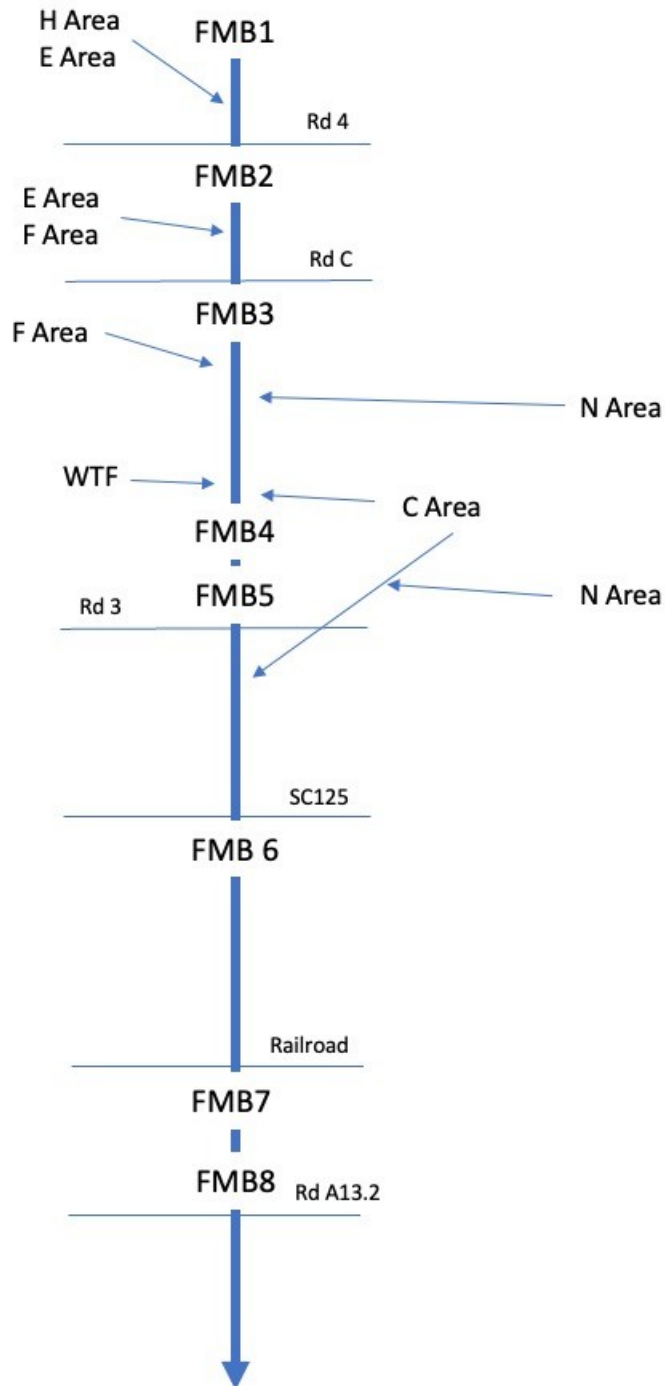 H Area
E Area
FMB1
Rd 4
FMB2
E Area
F Area
Rd C
FMB3
F Area
N Area
WTF
C Area
FMB4
N Area
FMB5
Rd 3
SC125
FMB 6
Railroad
FMB7
FMB8
Rd A13.2